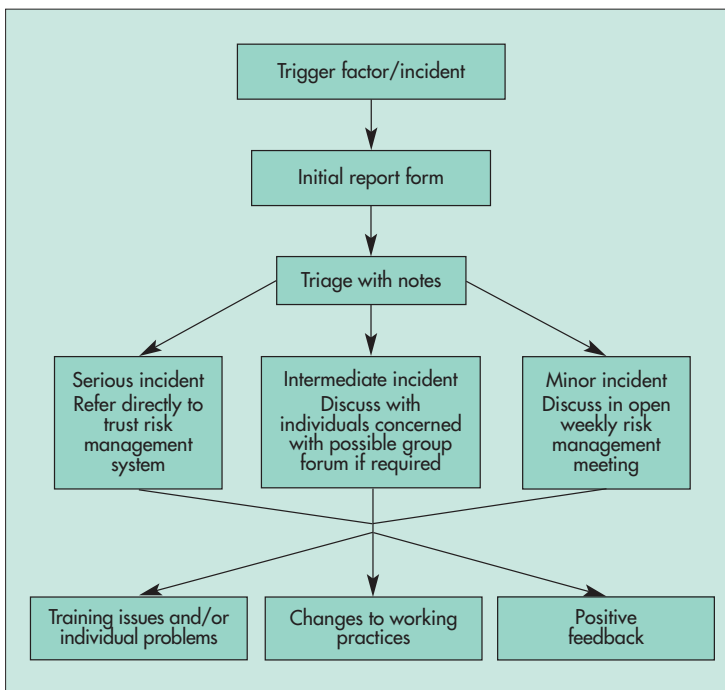 Trigger factor/incident
Initial report form
Triage with notes
Serious incident
Refer directly to
trust risk
management
system
Intermediate incident
Discuss with
individuals concerned
with possible group
forum if required
Minor incident
Discuss in open
weekly risk
management
meeting
Training issues and/or
individual problems
Changes to working
practices
Positive
feedback